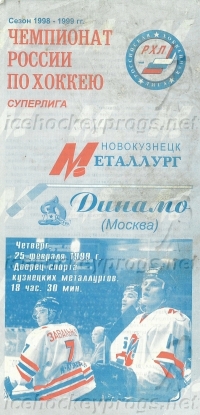 Сезон 1998 - 1999 гг.
ЧЕМПИОНАТ
РОССИИ
ПО ХОККЕЮ
СУПЕРЛИГА
РХЛ
НОВОКУЗНЕЦК
МЕТАЛЛУРГ
Динамо
(Москва)
Четверг
25 февраля 1999 г.
Дворец спорта
кузнецких металлургов.
18 час. 30 мин.
7
icehockeyprogs.net